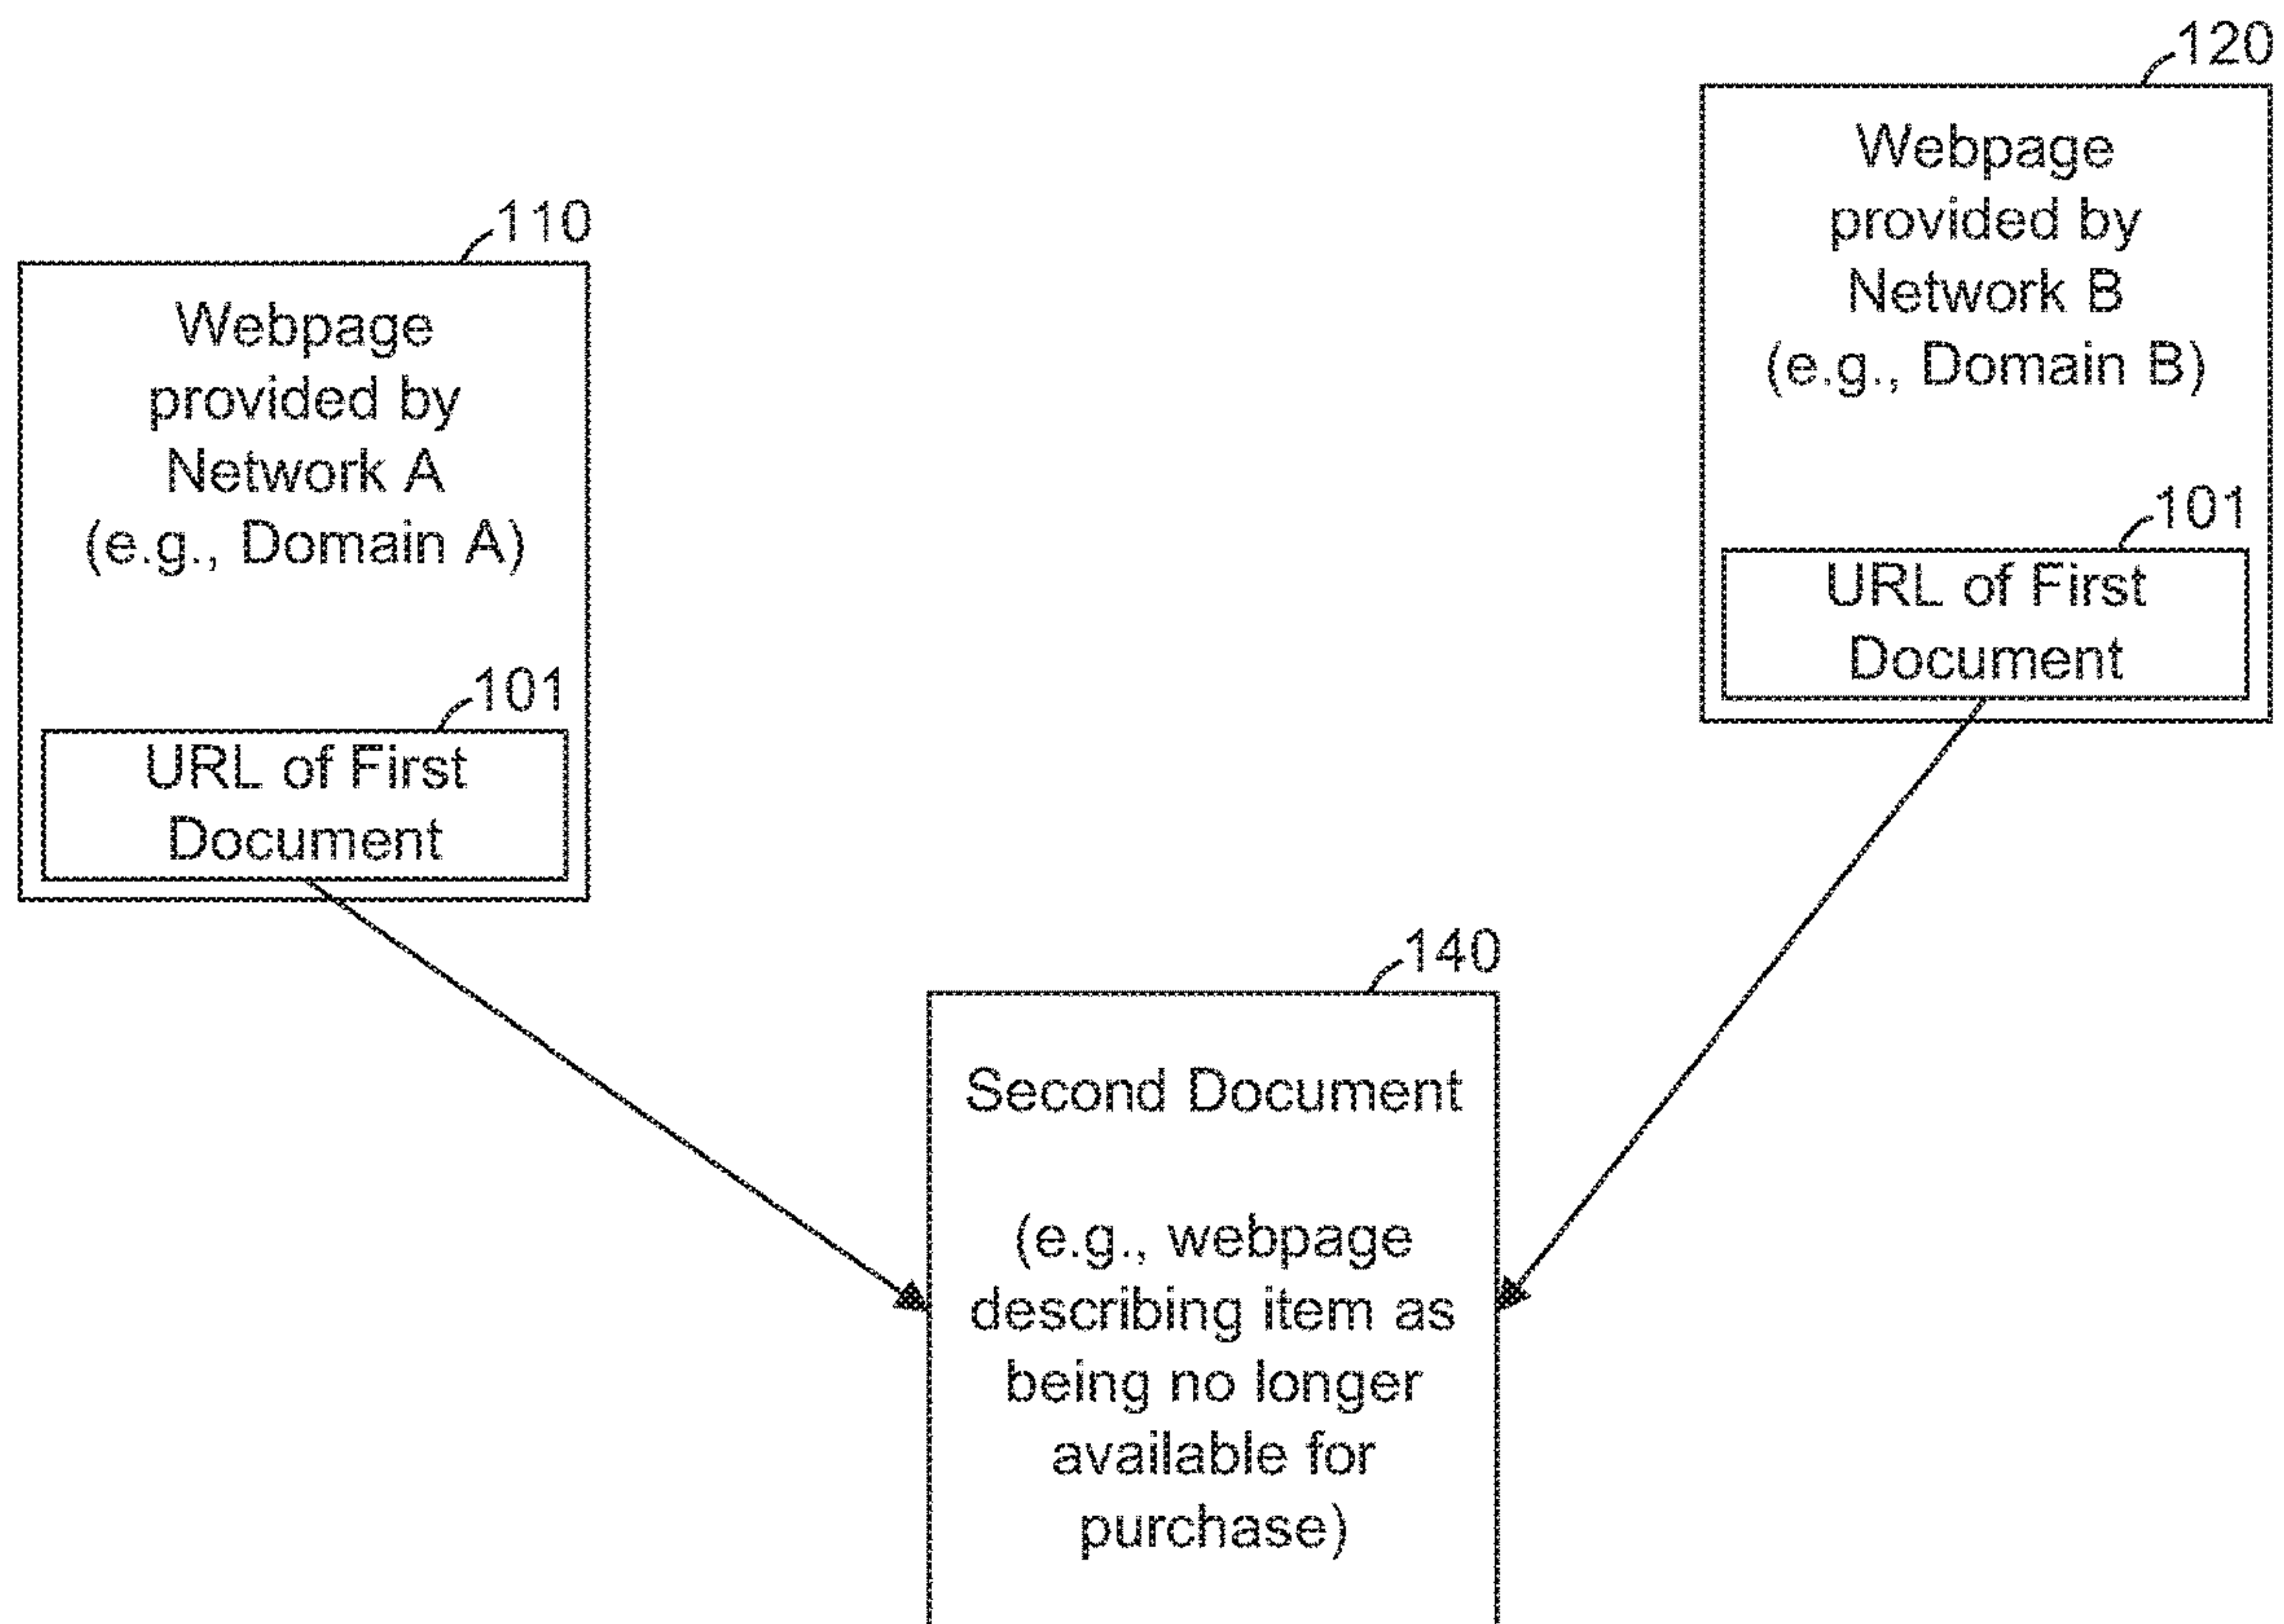 110
Webpage
provided by
Network A
(e.g., Domain A)
101
URL of First
Document
120
Webpage
provided by
Network B
(e.g., Domain B)
101
URL of First
Document
140
Second Document
(e.g., webpage
describing item as
being no longer
available for
purchase)